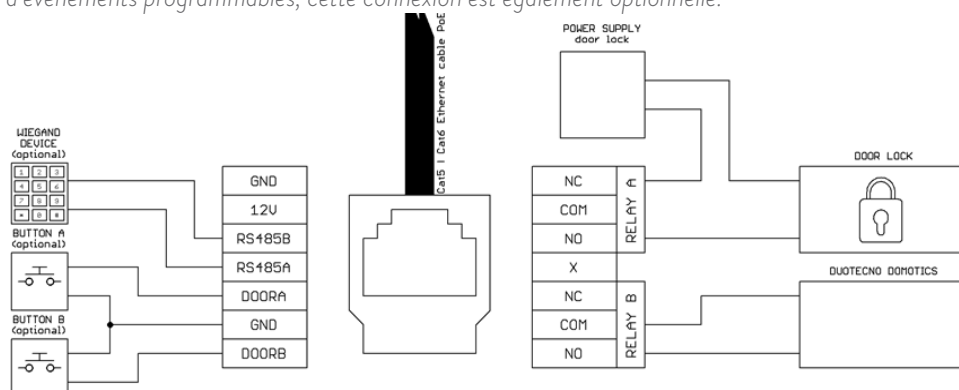 d'événements programmables, cette connexion est également optionnelle.
POWER SUPPLY
door lock
Cat5 | Cat6 Ethernet cable PoE
WIEGAND
DEVICE
(optional)
1 2 3
4 5 6
7 8 9
* 0 #
BUTTON A
(optional)
BUTTON B
(optional)
GND
12V
RS485B
RS485A
DOORA
GND
DOORB
NC
COM
NO
RELAY A
X
NC
COM
NO
RELAY B
DOOR LOCK
DUOTECNO DOMOTICS